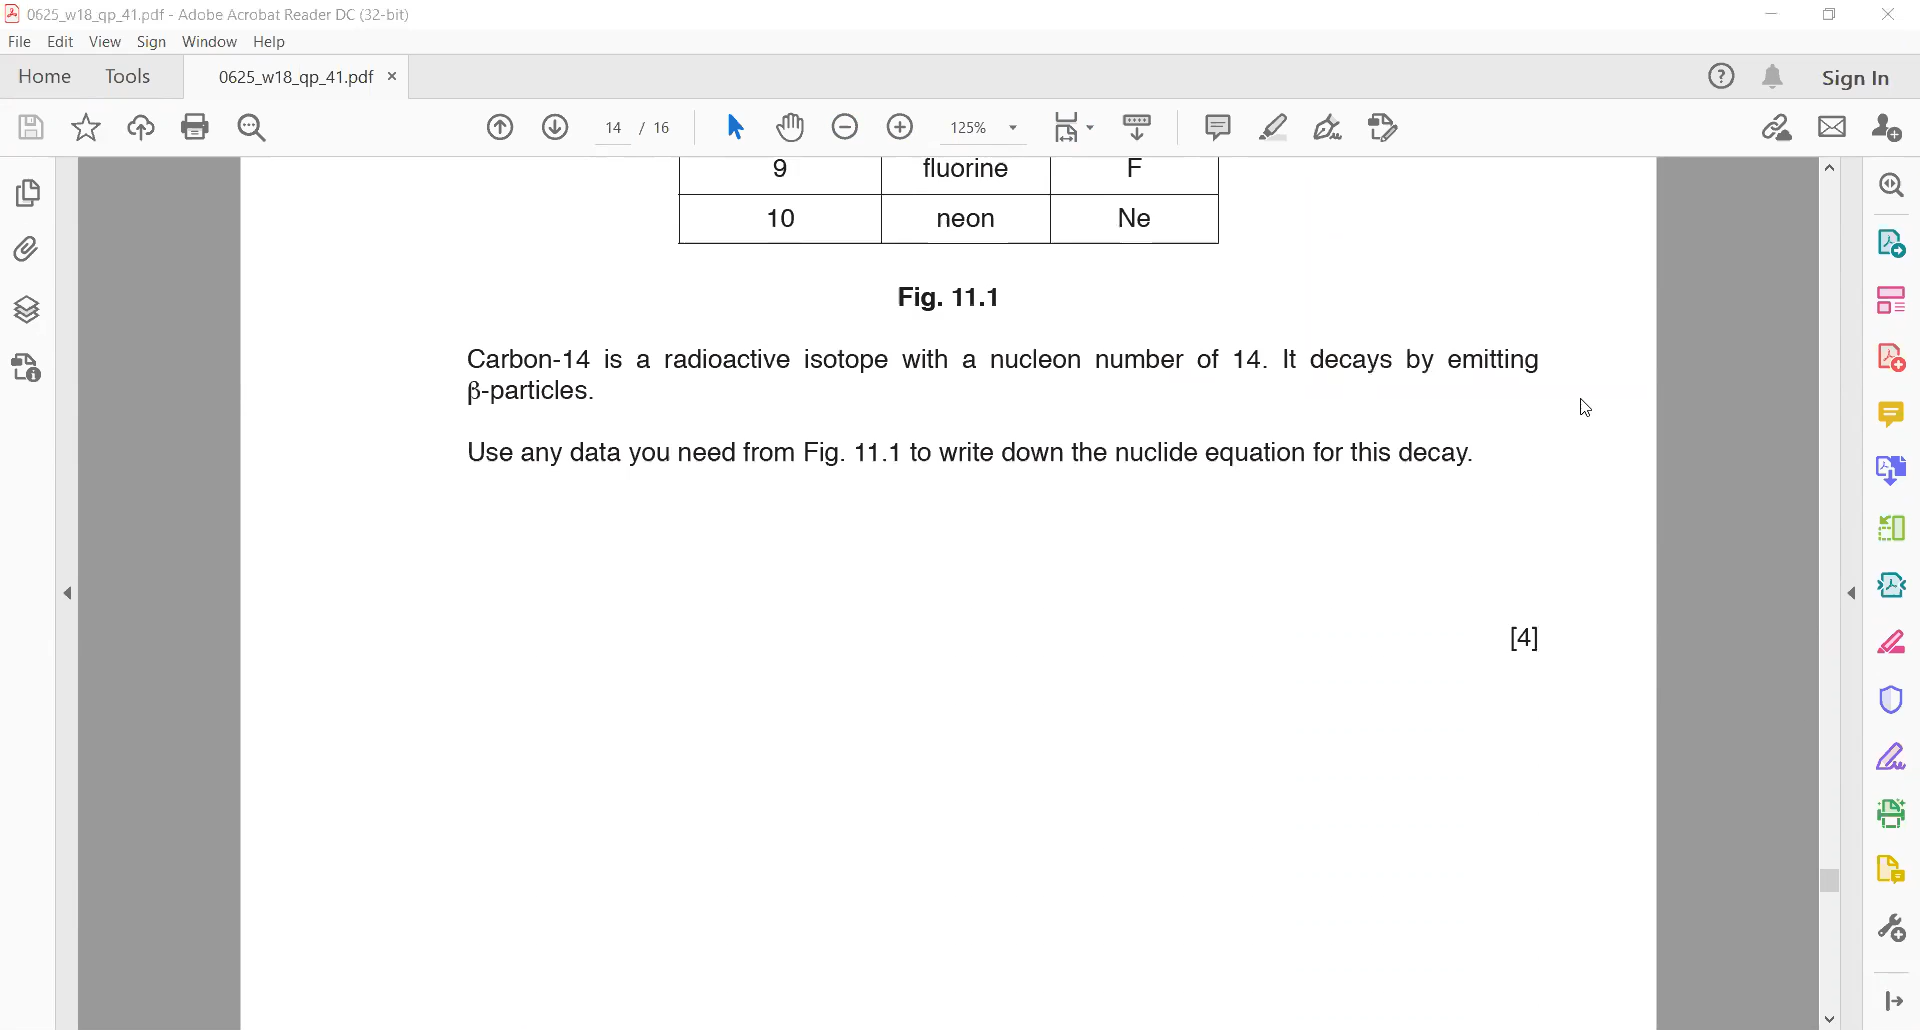 0625_w18_qp_41.pdf - Adobe Acrobat Reader DC (32-bit)
File Edit View Sign Window Help
Home Tools 0625_w18_qp_41.pdf × Sign In
14 / 16 125%
9 fluorine F
10 neon Ne
Fig. 11.1
Carbon-14 is a radioactive isotope with a nucleon number of 14. It decays by emitting
β-particles.
Use any data you need from Fig. 11.1 to write down the nuclide equation for this decay.
[4]